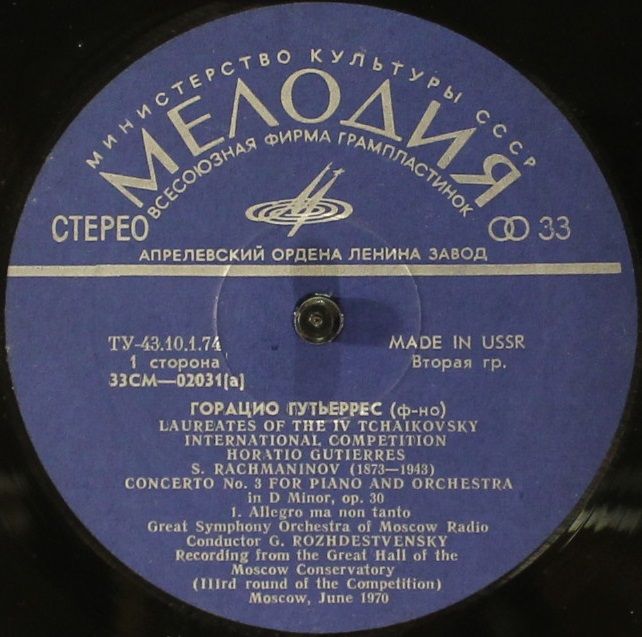 МИНИСТЕРСТВО КУЛЬТУРЫ СССР
МЕЛОДИЯ
ВСЕСОЮЗНАЯ ФИРМА ГРАМПЛАСТИНОК
СТЕРЕО
33
АПРЕЛЕВСКИЙ ОРДЕНА ЛЕНИНА ЗАВОД
ТУ-43.10.1.74
MADE IN USSR
1 сторона
Вторая гр.
33СМ—02031(а)
ГОРАЦИО ГУТЬЕРРЕС (ф-но)
LAUREATES OF THE IV TCHAIKOVSKY
INTERNATIONAL COMPETITION
HORATIO GUTIERRES
S. RACHMANINOV (1873—1943)
CONCERTO No. 3 FOR PIANO AND ORCHESTRA
in D Minor, op. 30
1. Allegro ma non tanto
Great Symphony Orchestra of Moscow Radio
Conductor G. ROZHDESTVENSKY
Recording from the Great Hall of the
Moscow Conservatory
(IIIrd round of the Competition)
Moscow, June 1970